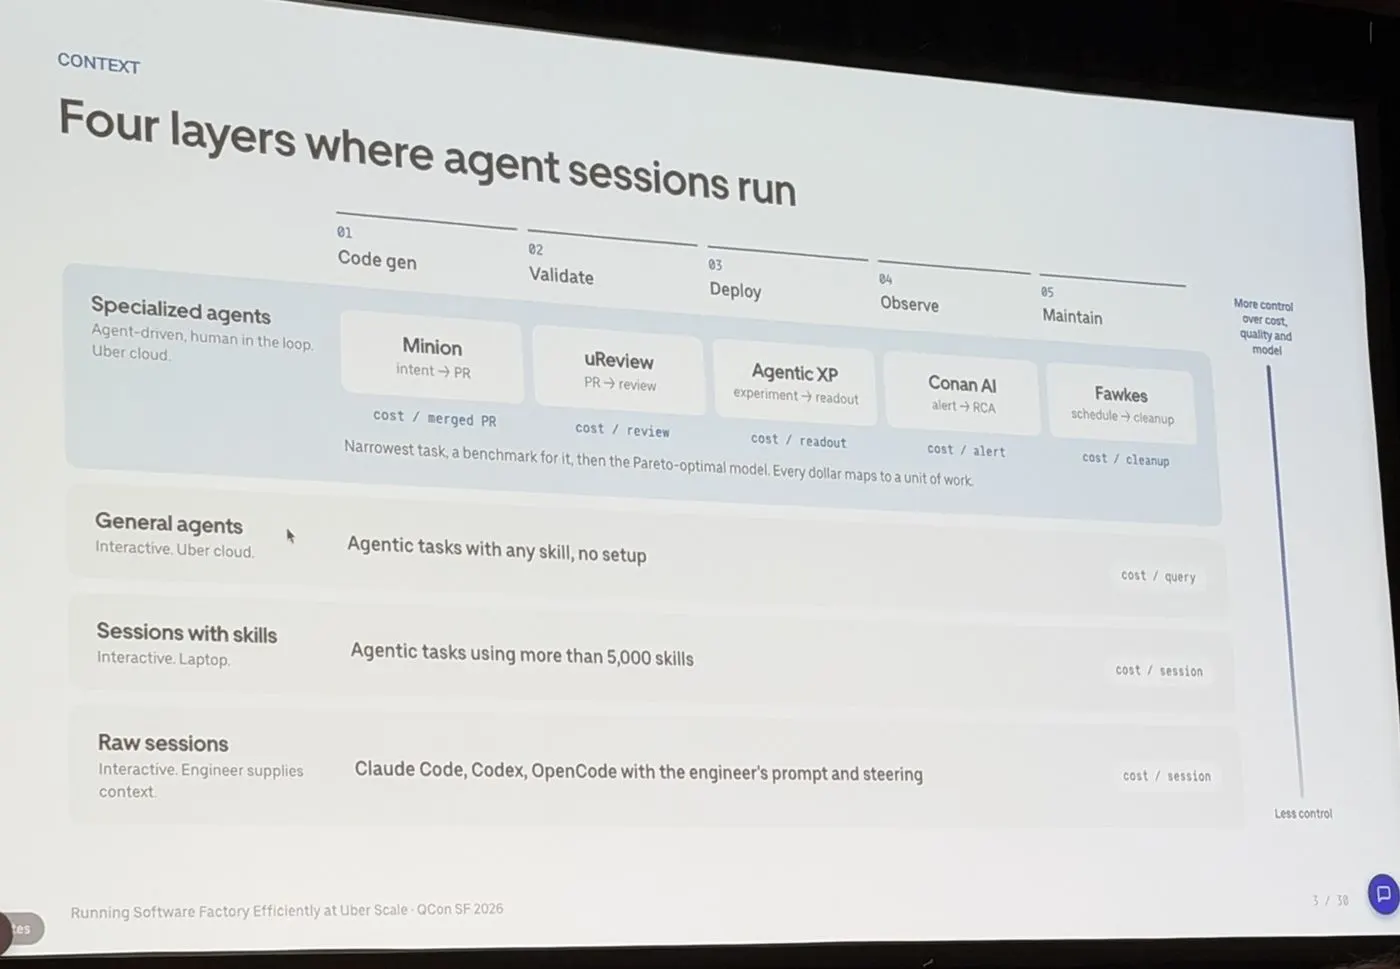 CONTEXT
Four layers where agent sessions run
01
Code gen
02
Validate
03
Deploy
04
Observe
05
Maintain
Specialized agents
Agent-driven, human in the loop.
Uber cloud.
Minion
intent → PR
cost / merged PR
uReview
PR → review
cost / review
Agentic XP
experiment → readout
cost / readout
Conan AI
alert → RCA
cost / alert
Fawkes
schedule → cleanup
cost / cleanup
Narrowest task, a benchmark for it, then the Pareto-optimal model. Every dollar maps to a unit of work.
More control
over cost,
quality and
model
General agents
Interactive. Uber cloud.
Agentic tasks with any skill, no setup
cost / query
Sessions with skills
Interactive. Laptop.
Agentic tasks using more than 5,000 skills
cost / session
Raw sessions
Interactive. Engineer supplies
context.
Claude Code, Codex, OpenCode with the engineer's prompt and steering
cost / session
Less control
Running Software Factory Efficiently at Uber Scale · QCon SF 2026
3 / 30